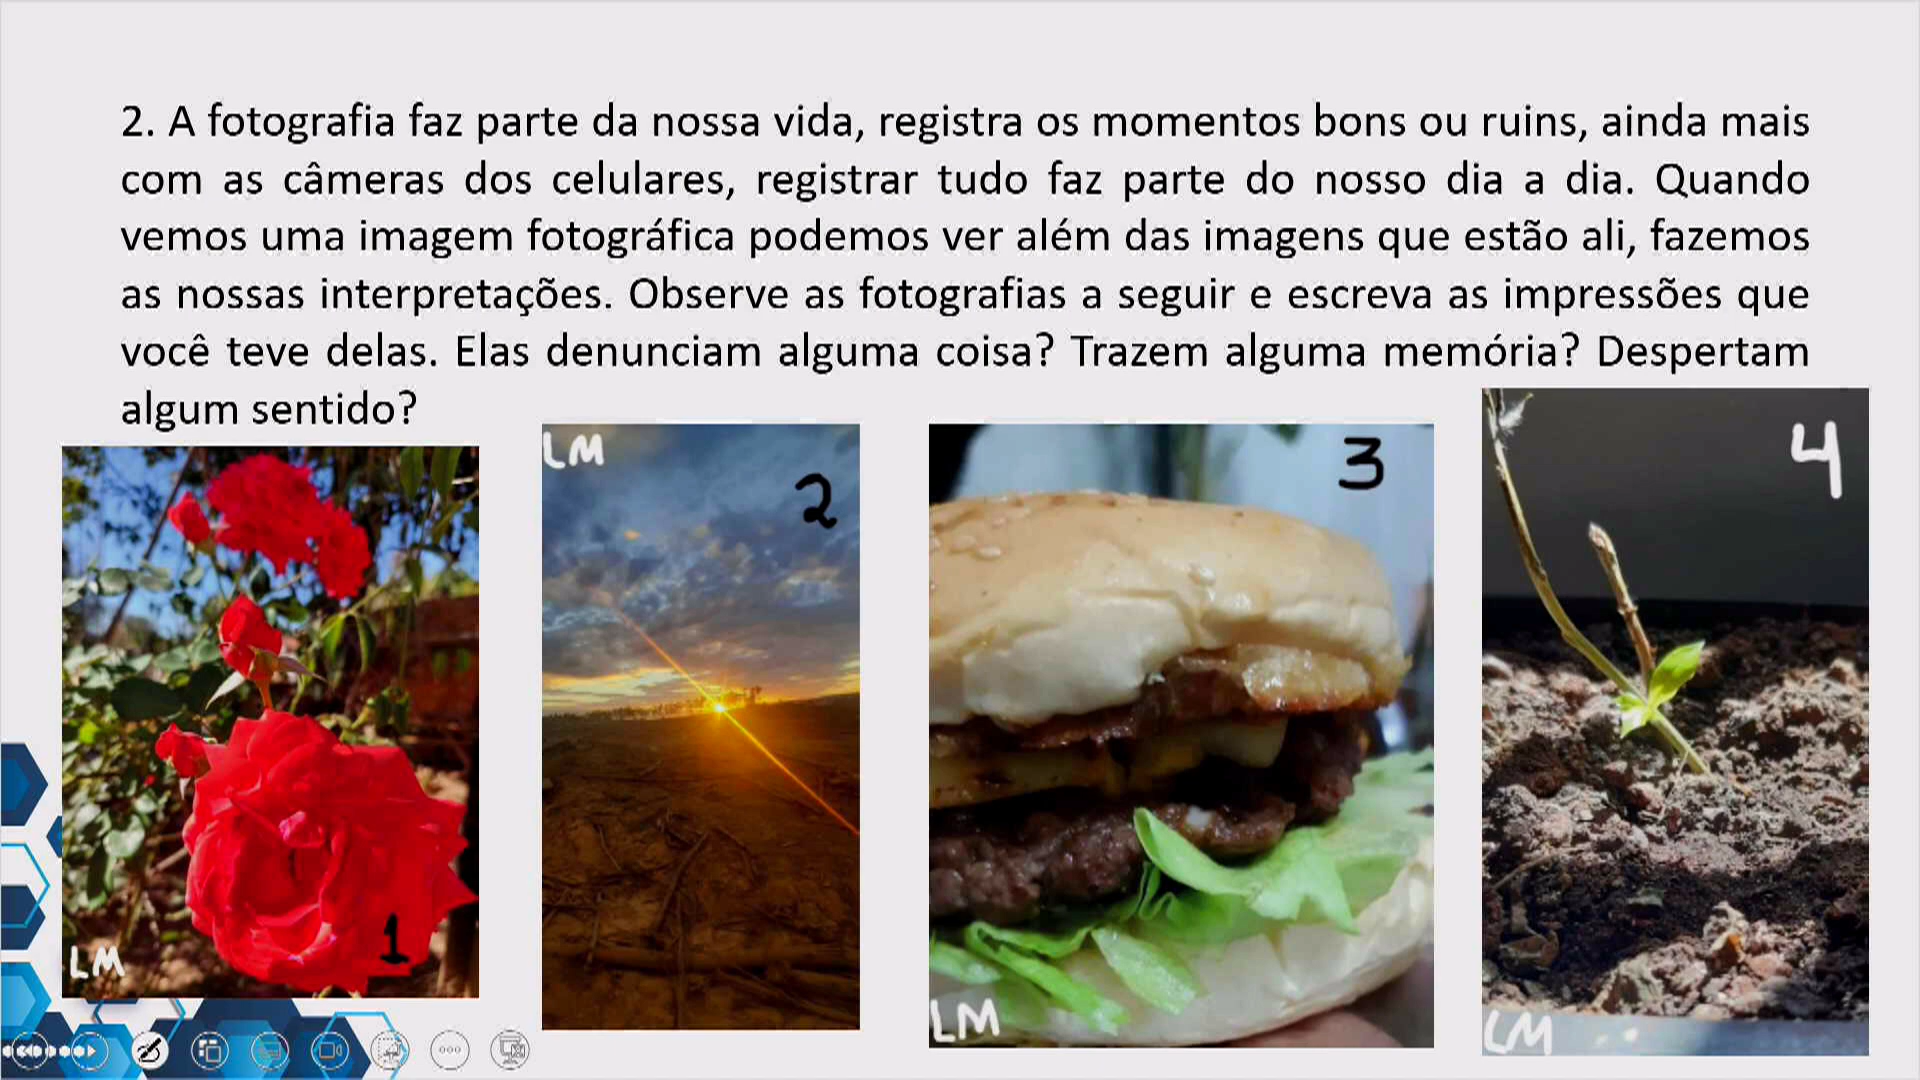 2. A fotografia faz parte da nossa vida, registra os momentos bons ou ruins, ainda mais
com as câmeras dos celulares, registrar tudo faz parte do nosso dia a dia. Quando
vemos uma imagem fotográfica podemos ver além das imagens que estão ali, fazemos
as nossas interpretações. Observe as fotografias a seguir e escreva as impressões que
você teve delas. Elas denunciam alguma coisa? Trazem alguma memória? Despertam
algum sentido?
1
LM
LM
2
3
LM
4
LM